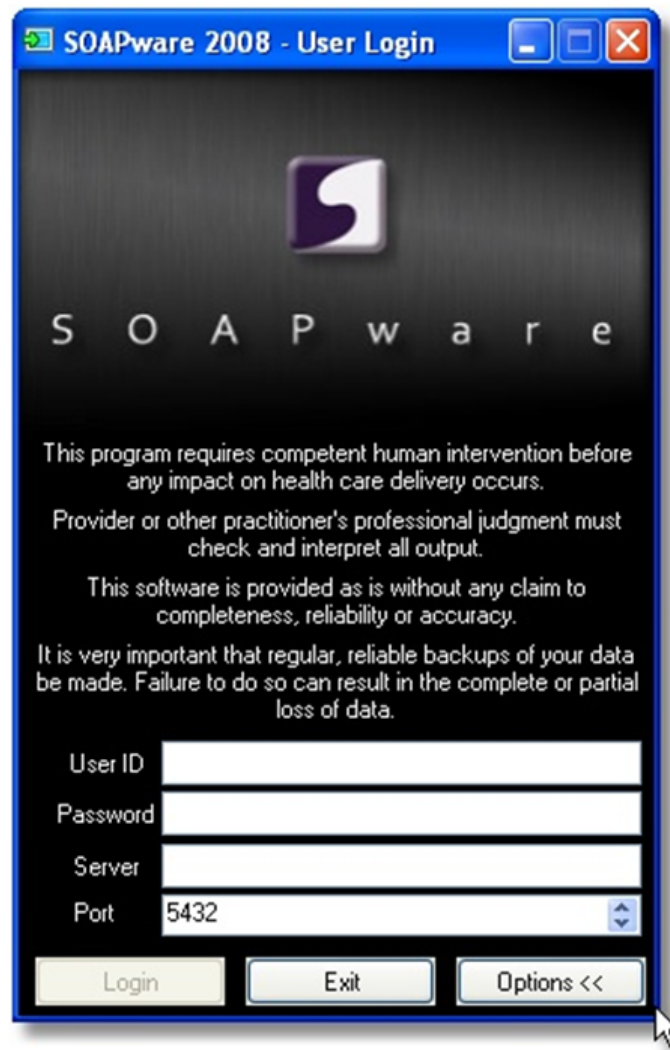 SOAPware 2008 - User Login
SOAPware
This program requires competent human intervention before
any impact on health care delivery occurs.
Provider or other practitioner's professional judgment must
check and interpret all output.
This software is provided as is without any claim to
completeness, reliability or accuracy.
It is very important that regular, reliable backups of your data
be made. Failure to do so can result in the complete or partial
loss of data.
User ID
Password
Server
Port 5432
Login Exit Options <<